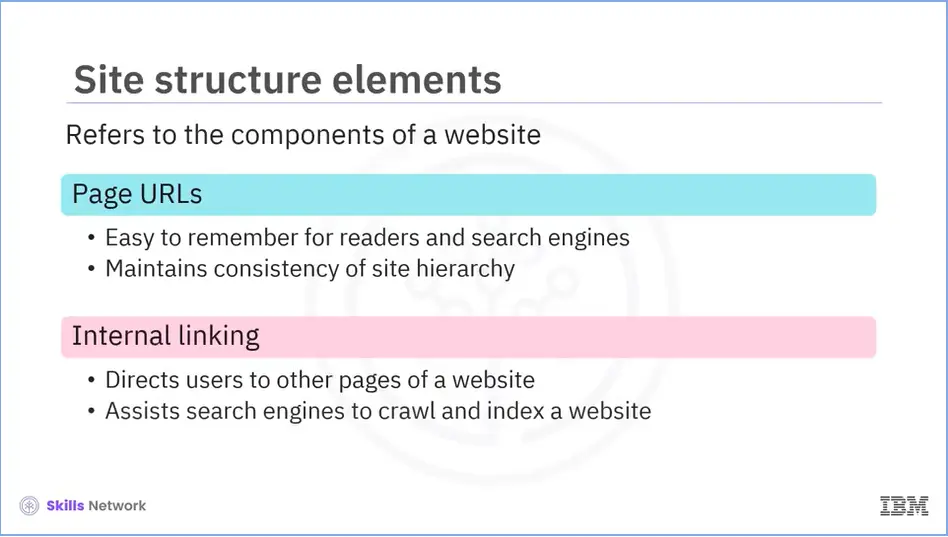 Site structure elements
Refers to the components of a website
Page URLs
• Easy to remember for readers and search engines
• Maintains consistency of site hierarchy
Internal linking
• Directs users to other pages of a website
• Assists search engines to crawl and index a website
Skills Network
IBM